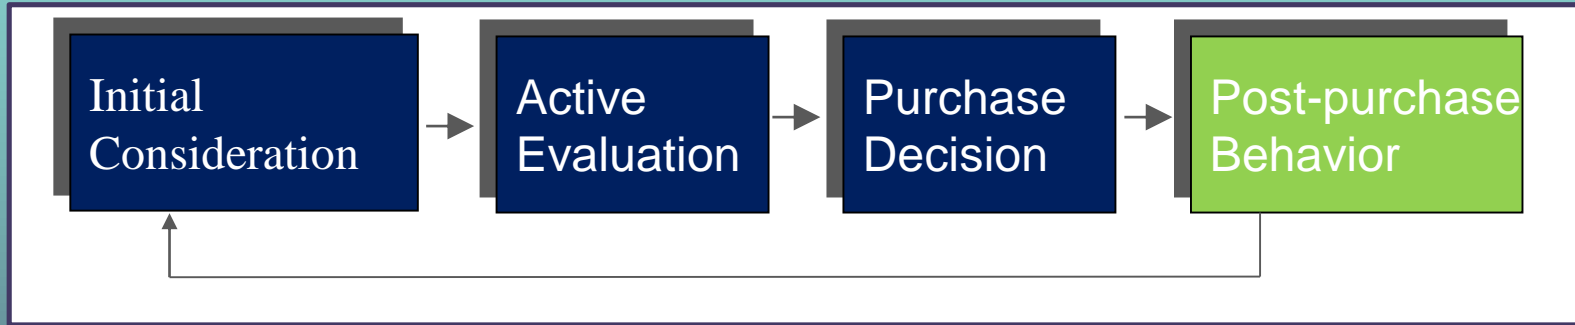 Initial
Consideration
Active
Evaluation
Purchase
Decision
Post-purchase
Behavior